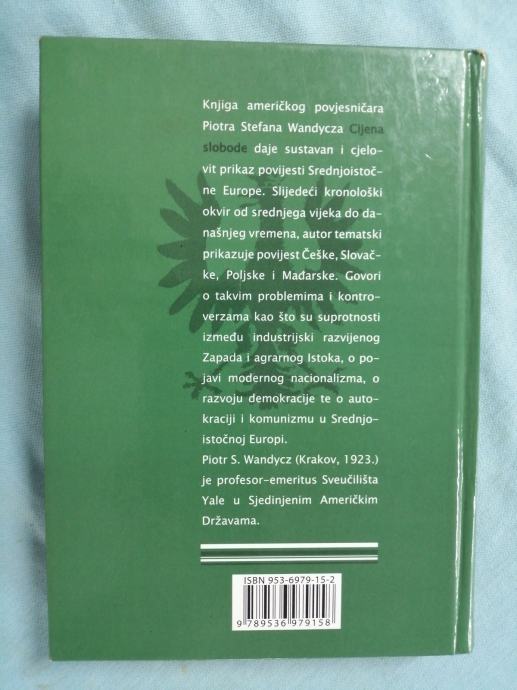 Knjiga američkog povjesničara
Piotra Stefana Wandycza Cijena
slobode daje sustavan i cjelo-
vit prikaz povijesti Srednjoistoč-
ne Europe. Slijedeći kronološki
okvir od srednjega vijeka do da-
našnjeg vremena, autor tematski
prikazuje povijest Češke, Slovač-
ke, Poljske i Mađarske. Govori
o takvim problemima i kontro-
verzama kao što su suprotnosti
između industrijski razvijenog
Zapada i agrarnog Istoka, o po-
javi modernog nacionalizma, o
razvoju demokracije te o auto-
kraciji i komunizmu u Srednjo-
istočnoj Europi.
Piotr S. Wandycz (Krakov, 1923.)
je profesor-emeritus Sveučilišta
Yale u Sjedinjenim Američkim
Državama.
ISBN 953-6979-15-2
9 789536 979158